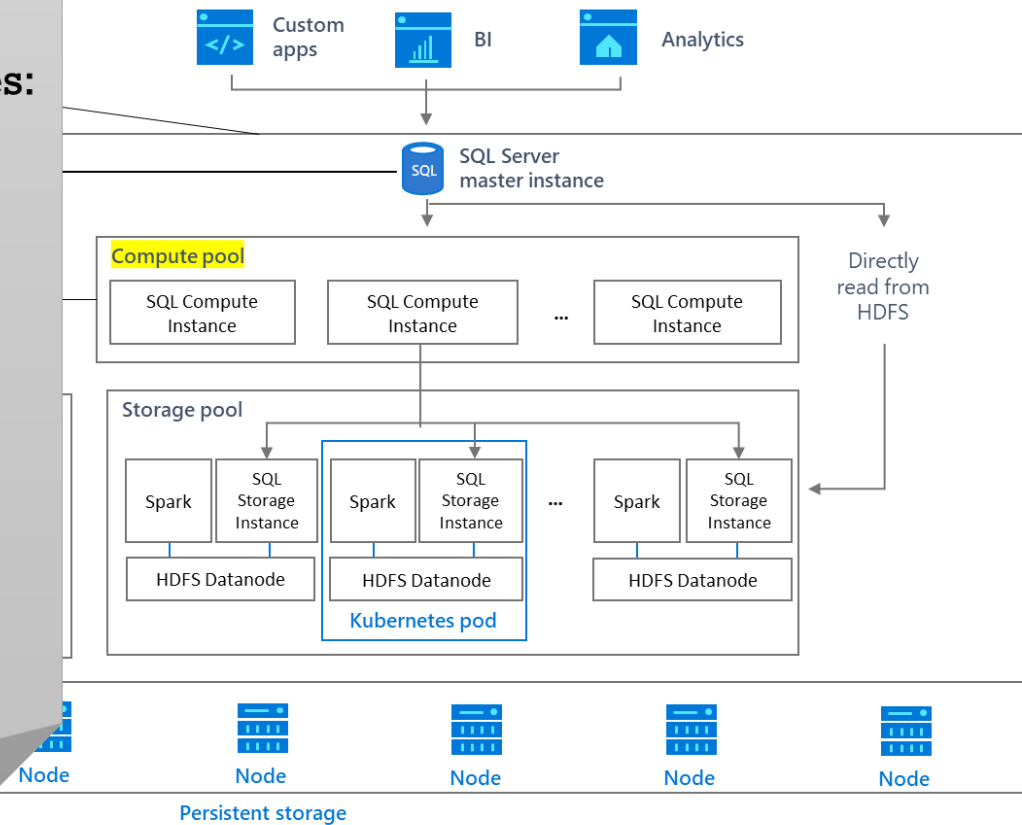 Custom
apps
BI
Analytics
es:
SQL
SQL Server
master instance
Compute pool
SQL Compute
Instance
SQL Compute
Instance
...
SQL Compute
Instance
Directly
read from
HDFS
Storage pool
Spark
SQL
Storage
Instance
Spark
SQL
Storage
Instance
...
Spark
SQL
Storage
Instance
HDFS Datanode
HDFS Datanode
HDFS Datanode
Kubernetes pod
Node
Node
Node
Node
Node
Persistent storage